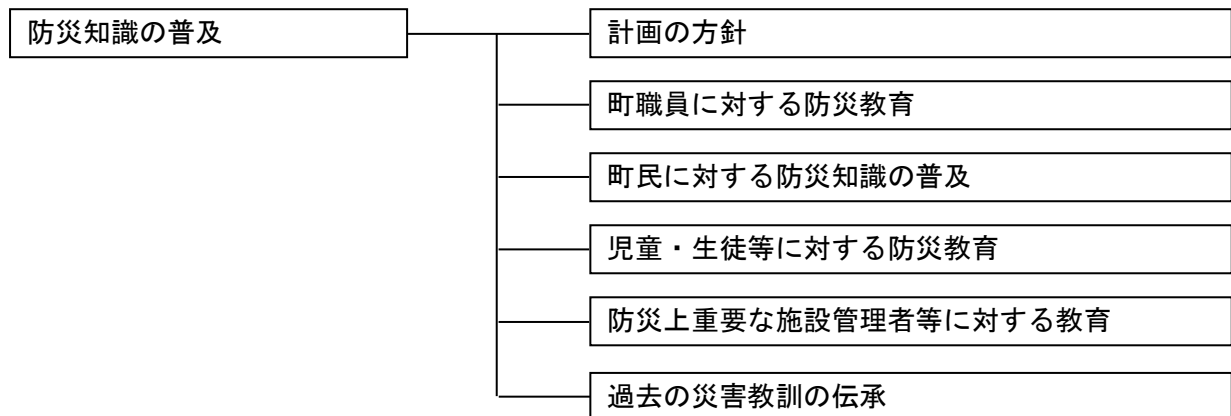 防災知識の普及
計画の方針
町職員に対する防災教育
町民に対する防災知識の普及
児童・生徒等に対する防災教育
防災上重要な施設管理者等に対する教育
過去の災害教訓の伝承